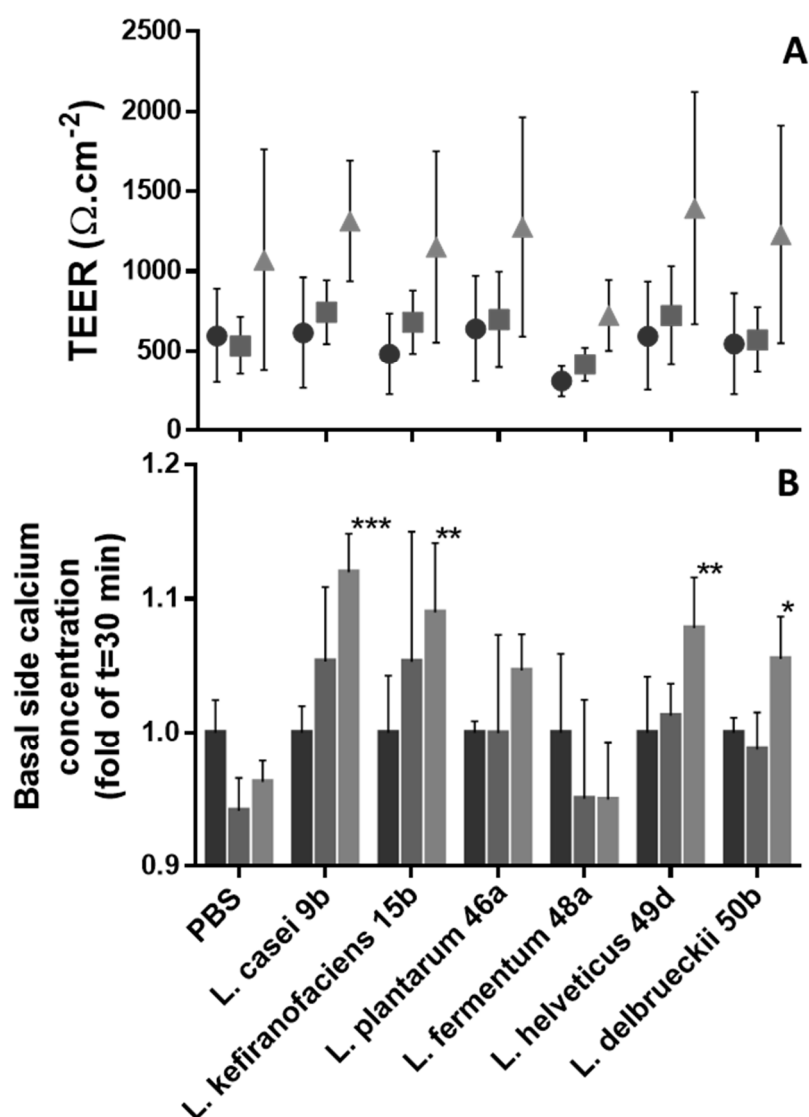 A
TEER (Ω.cm⁻²)
2500
2000
1500
1000
500
0
B
Basal side calcium
concentration
(fold of t=30 min)
1.2
1.1
1.0
0.9
***
**
**
*
PBS
L. casei 9b
L. kefiranofaciens 15b
L. plantarum 46a
L. fermentum 48a
L. helveticus 49d
L. delbrueckii 50b